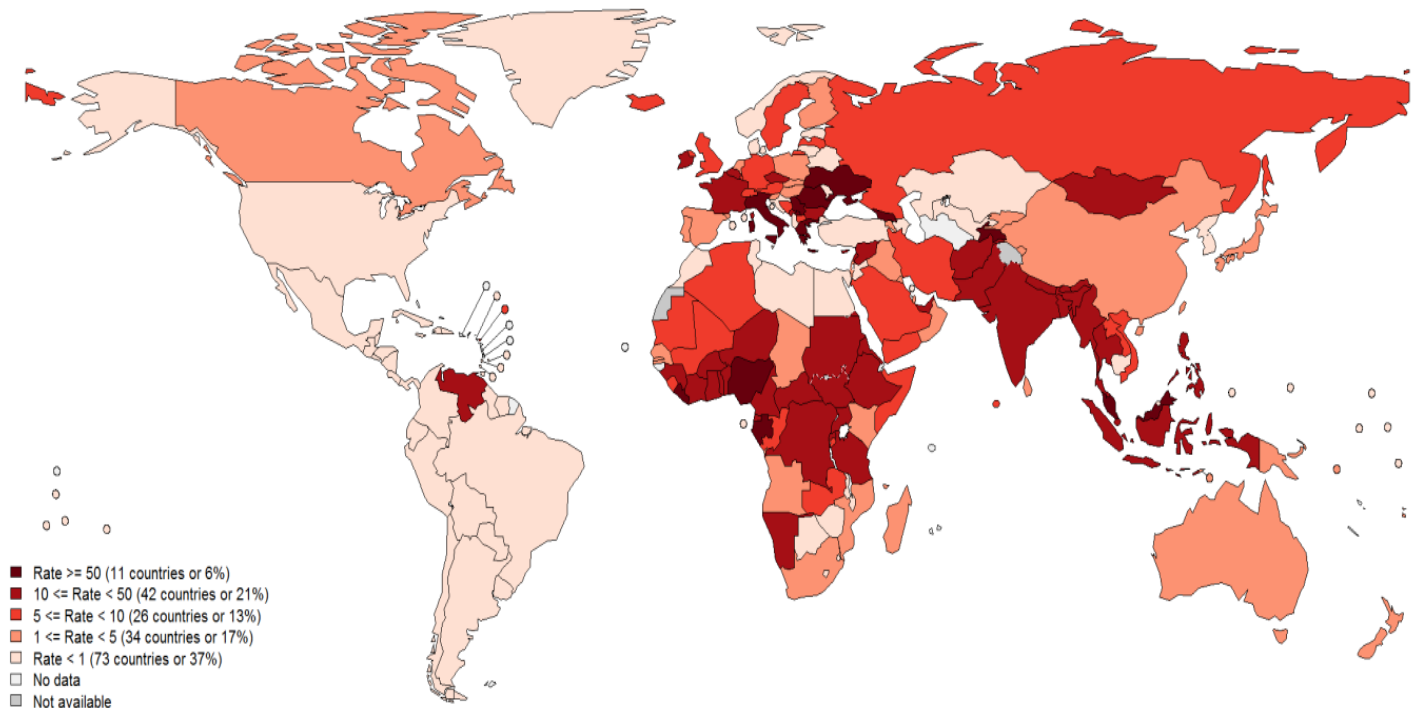 Rate >= 50 (11 countries or 6%)
10 <= Rate < 50 (42 countries or 21%)
5 <= Rate < 10 (26 countries or 13%)
1 <= Rate < 5 (34 countries or 17%)
Rate < 1 (73 countries or 37%)
No data
Not available